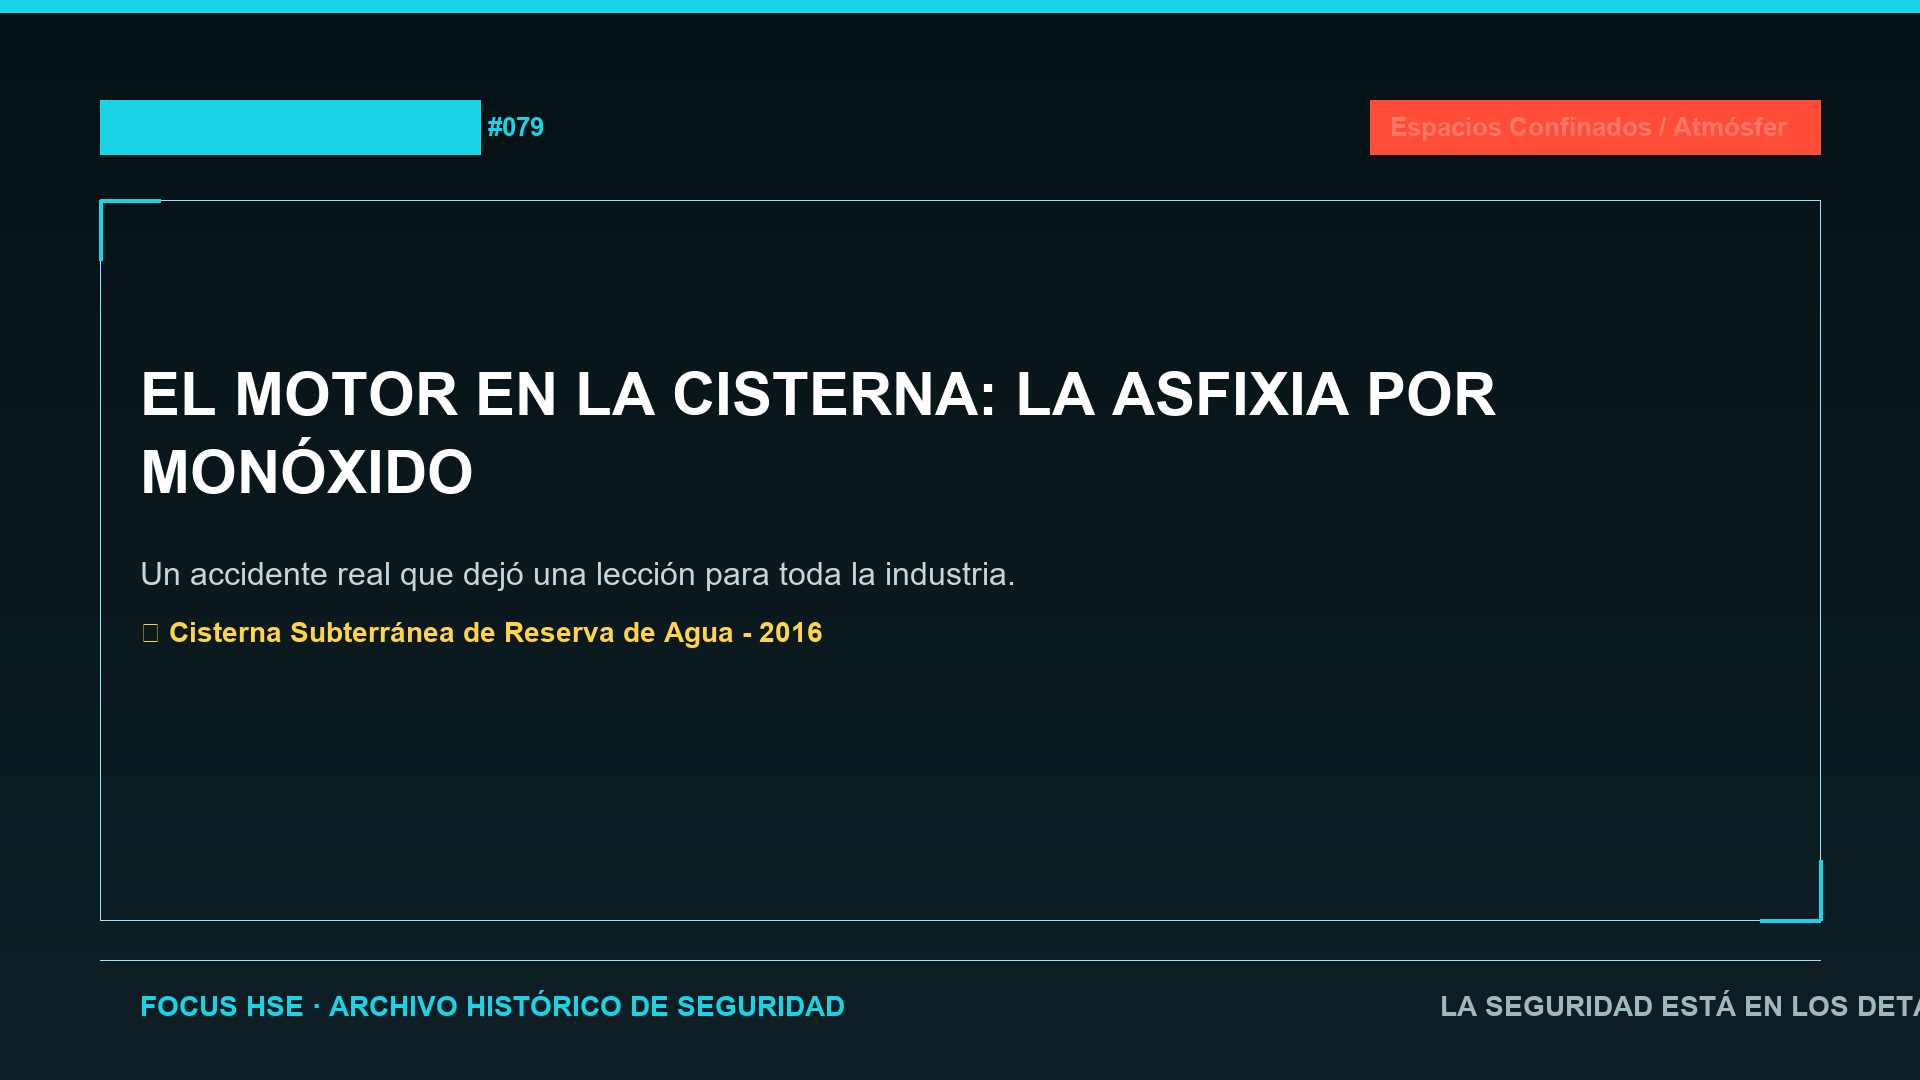 #079
Espacios Confinados / Atmósfer
EL MOTOR EN LA CISTERNA: LA ASFIXIA POR
MONÓXIDO
Un accidente real que dejó una lección para toda la industria.
Cisterna Subterránea de Reserva de Agua - 2016
FOCUS HSE · ARCHIVO HISTÓRICO DE SEGURIDAD
LA SEGURIDAD ESTÁ EN LOS DETA